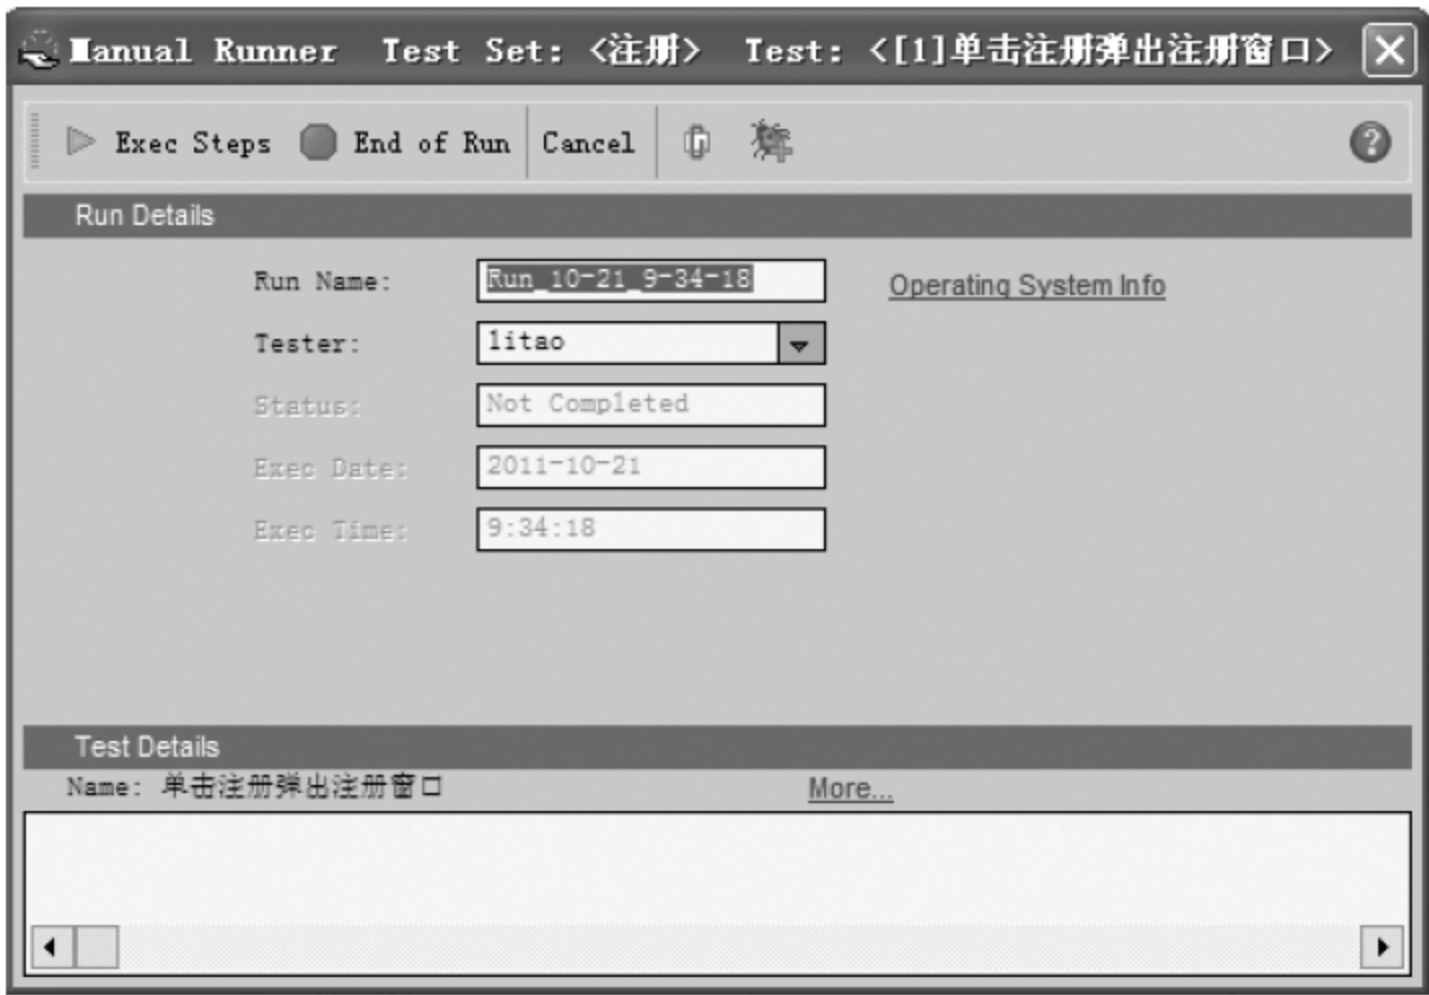 Manual Runner Test Set: <注册> Test: <[1]单击注册弹出注册窗口>
Exec Steps End of Run Cancel
Run Details
Run Name: Run_10-21_9-34-18 Operating System Info
Tester: litao
Status: Not Completed
Exec Date: 2011-10-21
Exec Time: 9:34:18
Test Details
Name: 单击注册弹出注册窗口 More...